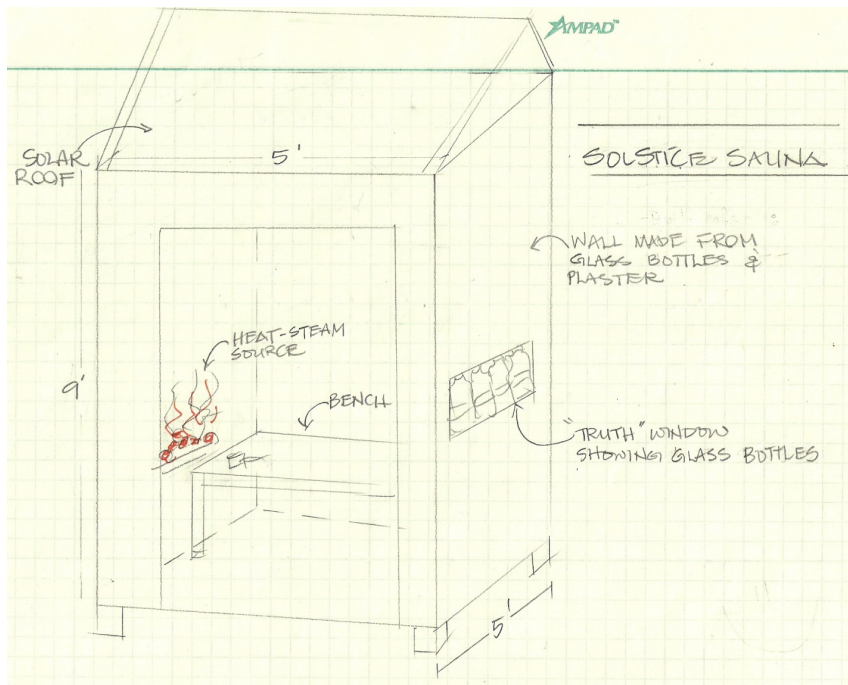 AMPAD™
SOLSTICE SAUNA
SOLAR
ROOF
5'
WALL MADE FROM
GLASS BOTTLES &
PLASTER
HEAT-STEAM
SOURCE
9'
BENCH
"TRUTH" WINDOW
SHOWING GLASS BOTTLES
5'